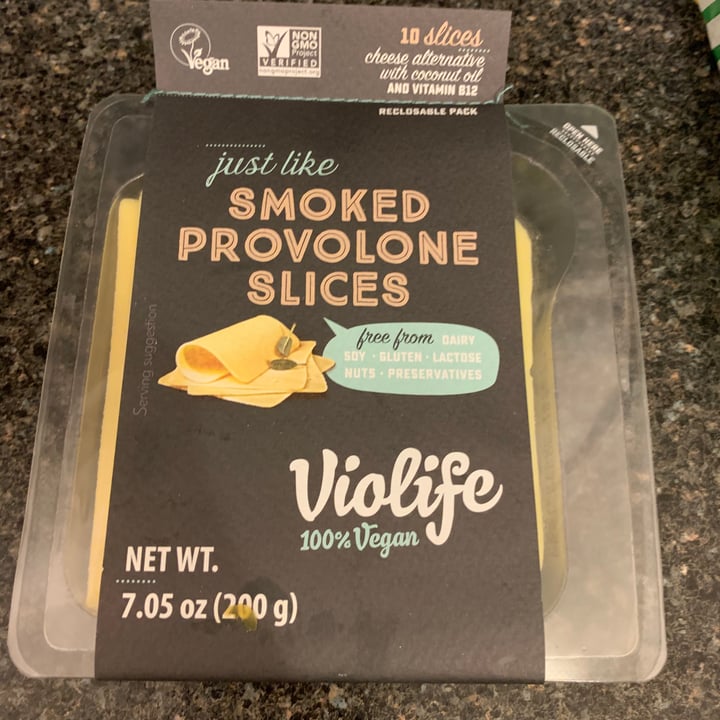 Vegan
NON
GMO
Project
VERIFIED
nongmoproject.org
10 slices
cheese alternative
with coconut oil
AND VITAMIN B12
RECLOSABLE PACK
OPEN HERE
RECLOSABLE
just like
SMOKED
PROVOLONE
SLICES
Serving suggestion
free from DAIRY
SOY · GLUTEN · LACTOSE
NUTS · PRESERVATIVES
Violife
100% Vegan
NET WT.
7.05 oz (200 g)